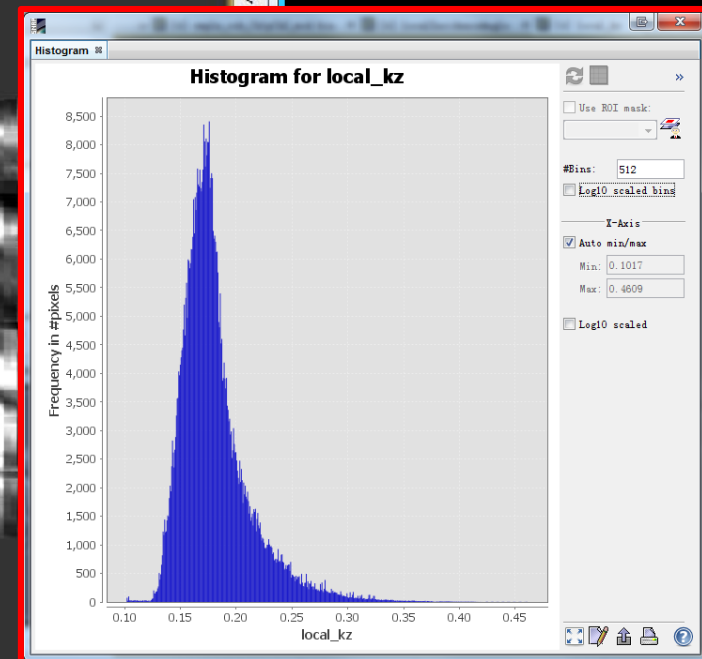 Histogram
Histogram for local_kz
8,500
8,000
7,500
7,000
6,500
6,000
5,500
5,000
4,500
4,000
3,500
3,000
2,500
2,000
1,500
1,000
500
0
Frequency in #pixels
0.10 0.15 0.20 0.25 0.30 0.35 0.40 0.45
local_kz
»
Use ROI mask:
#Bins: 512
Log10 scaled bins
X-Axis
Auto min/max
Min: 0.1017
Max: 0.4609
Log10 scaled